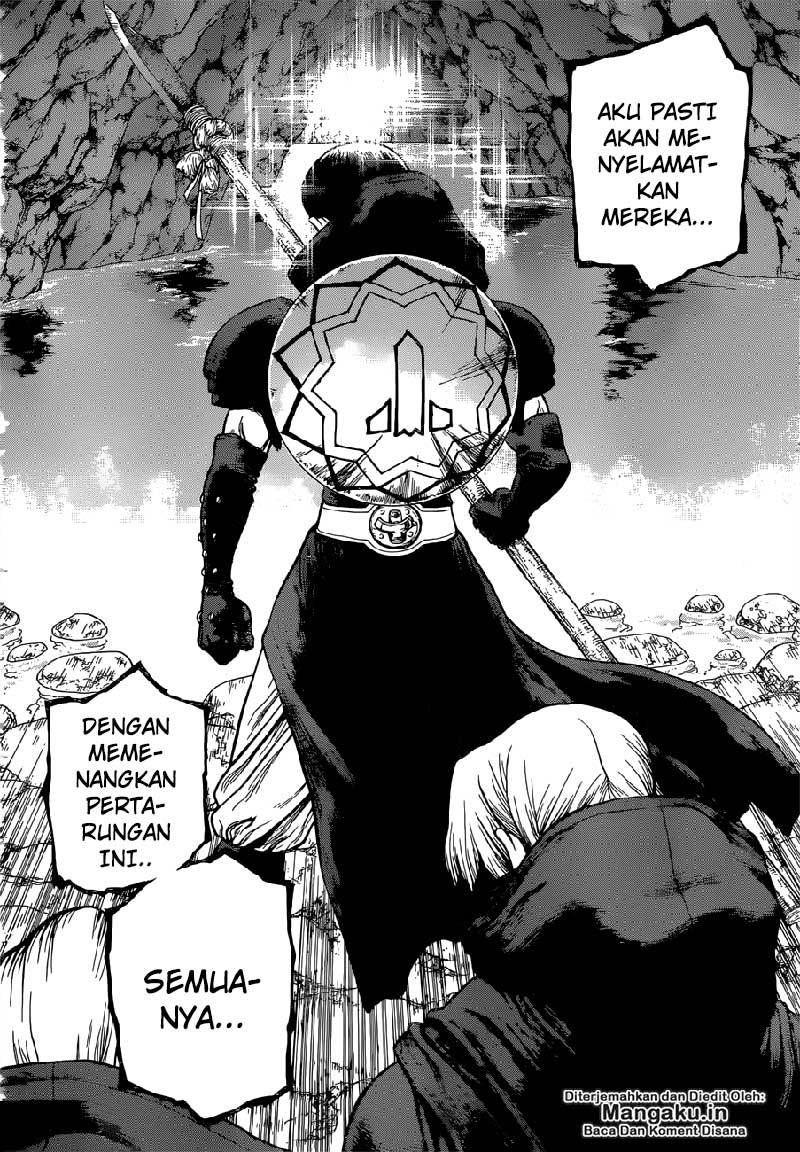 AKU PASTI
AKAN ME-
NYELAMAT-
KAN
MEREKA...
DENGAN
MEME-
NANGKAN
PERTA-
RUNGAN
INI..
SEMUA-
NYA...
Diterjemahkan dan Diedit Oleh:
Mangaku.in
Baca Dan Koment Disana